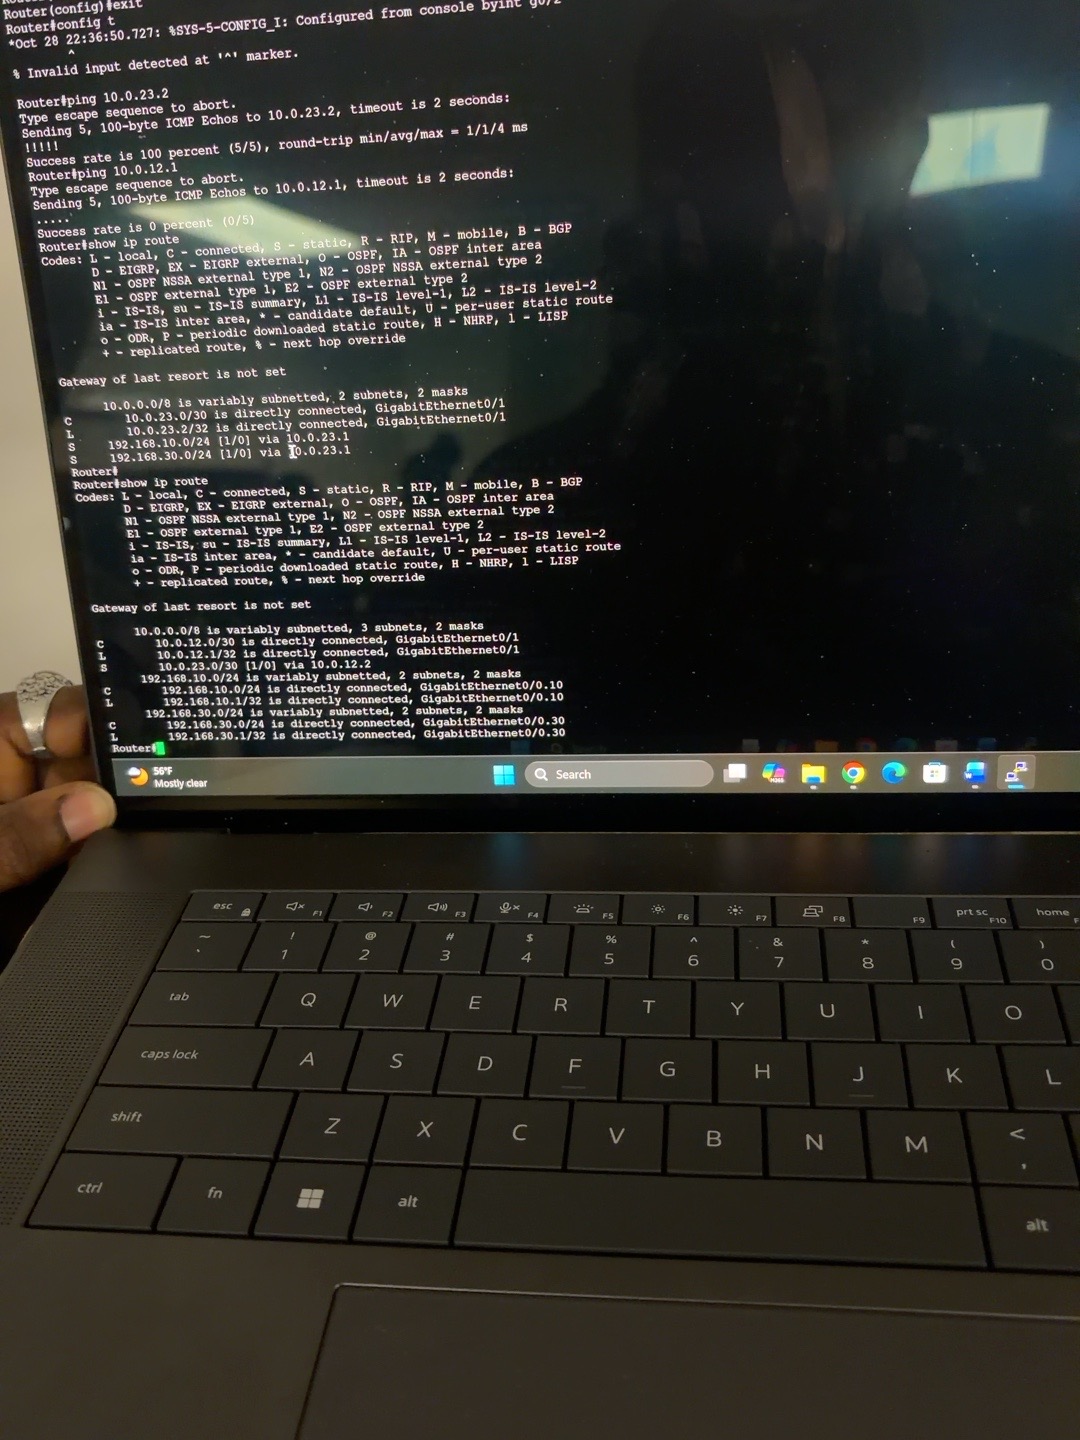 Router(config)#exit
Router#config t
*Oct 28 22:36:50.727: %SYS-5-CONFIG_I: Configured from console byint g0/2
^
% Invalid input detected at '^' marker.
Router#ping 10.0.23.2
Type escape sequence to abort.
Sending 5, 100-byte ICMP Echos to 10.0.23.2, timeout is 2 seconds:
!!!!!
Success rate is 100 percent (5/5), round-trip min/avg/max = 1/1/4 ms
Router#ping 10.0.12.1
Type escape sequence to abort.
Sending 5, 100-byte ICMP Echos to 10.0.12.1, timeout is 2 seconds:
.....
Success rate is 0 percent (0/5)
Router#show ip route
Codes: L - local, C - connected, S - static, R - RIP, M - mobile, B - BGP
D - EIGRP, EX - EIGRP external, O - OSPF, IA - OSPF inter area
N1 - OSPF NSSA external type 1, N2 - OSPF NSSA external type 2
E1 - OSPF external type 1, E2 - OSPF external type 2
i - IS-IS, su - IS-IS summary, L1 - IS-IS level-1, L2 - IS-IS level-2
ia - IS-IS inter area, * - candidate default, U - per-user static route
o - ODR, P - periodic downloaded static route, H - NHRP, l - LISP
+ - replicated route, % - next hop override
Gateway of last resort is not set
10.0.0.0/8 is variably subnetted, 2 subnets, 2 masks
C 10.0.23.0/30 is directly connected, GigabitEthernet0/1
L 10.0.23.2/32 is directly connected, GigabitEthernet0/1
S 192.168.10.0/24 [1/0] via 10.0.23.1
S 192.168.30.0/24 [1/0] via 10.0.23.1
Router#
Router#show ip route
Codes: L - local, C - connected, S - static, R - RIP, M - mobile, B - BGP
D - EIGRP, EX - EIGRP external, O - OSPF, IA - OSPF inter area
N1 - OSPF NSSA external type 1, N2 - OSPF NSSA external type 2
E1 - OSPF external type 1, E2 - OSPF external type 2
i - IS-IS, su - IS-IS summary, L1 - IS-IS level-1, L2 - IS-IS level-2
ia - IS-IS inter area, * - candidate default, U - per-user static route
o - ODR, P - periodic downloaded static route, H - NHRP, l - LISP
+ - replicated route, % - next hop override
Gateway of last resort is not set
10.0.0.0/8 is variably subnetted, 3 subnets, 2 masks
C 10.0.12.0/30 is directly connected, GigabitEthernet0/1
L 10.0.12.1/32 is directly connected, GigabitEthernet0/1
S 10.0.23.0/30 [1/0] via 10.0.12.2
192.168.10.0/24 is variably subnetted, 2 subnets, 2 masks
C 192.168.10.0/24 is directly connected, GigabitEthernet0/0.10
L 192.168.10.1/32 is directly connected, GigabitEthernet0/0.10
192.168.30.0/24 is variably subnetted, 2 subnets, 2 masks
C 192.168.30.0/24 is directly connected, GigabitEthernet0/0.30
L 192.168.30.1/32 is directly connected, GigabitEthernet0/0.30
Router#
56°F
Mostly clear
Search
M365
esc F1 F2 F3 F4 F5 F6 F7 F8 F9 prt sc F10 home F
~ ! @ # $ % ^ & * ( )
` 1 2 3 4 5 6 7 8 9 0
tab Q W E R T Y U I O
caps lock A S D F G H J K L
shift Z X C V B N M < ,
ctrl fn alt alt